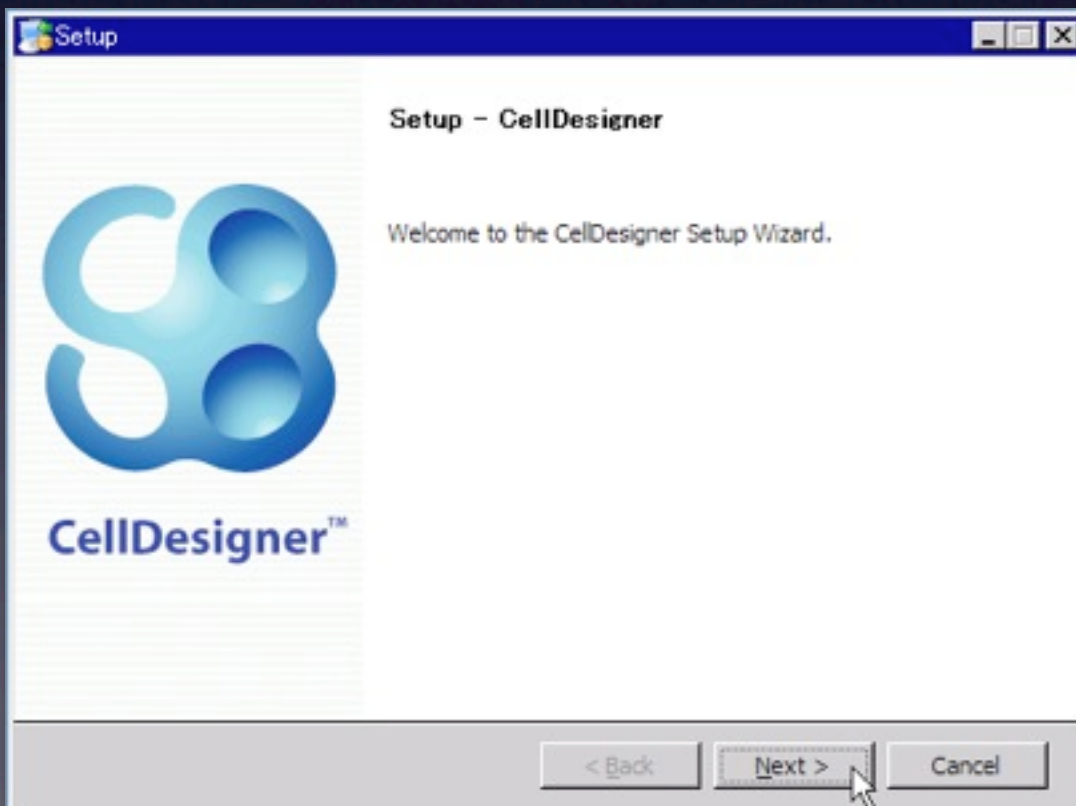 Setup
Setup - CellDesigner
Welcome to the CellDesigner Setup Wizard.
CellDesigner™
< Back
Next >
Cancel